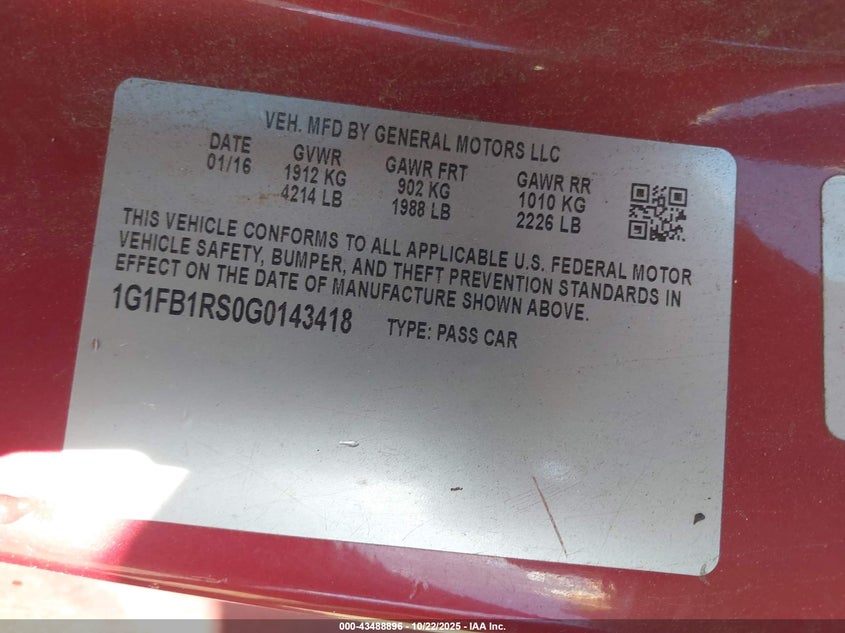 VEH. MFD BY GENERAL MOTORS LLC
DATE GVWR GAWR FRT GAWR RR
01/16 1912 KG 902 KG 1010 KG
4214 LB 1988 LB 2226 LB
THIS VEHICLE CONFORMS TO ALL APPLICABLE U.S. FEDERAL MOTOR
VEHICLE SAFETY, BUMPER, AND THEFT PREVENTION STANDARDS IN
EFFECT ON THE DATE OF MANUFACTURE SHOWN ABOVE.
1G1FB1RS0G0143418 TYPE: PASS CAR
000-43488896 - 10/22/2025 - IAA Inc.